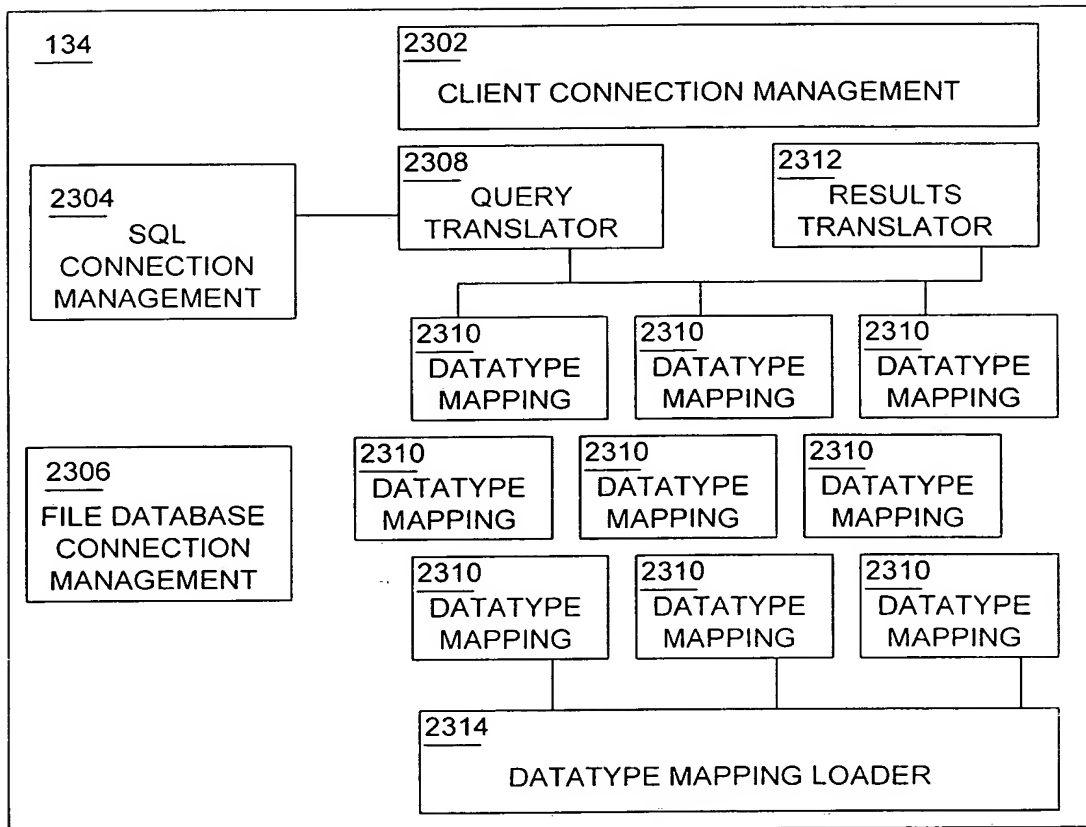 134
2302
CLIENT CONNECTION MANAGEMENT
2304
SQL
CONNECTION
MANAGEMENT
2308
QUERY
TRANSLATOR
2312
RESULTS
TRANSLATOR
2310
DATATYPE
MAPPING
2310
DATATYPE
MAPPING
2310
DATATYPE
MAPPING
2306
FILE DATABASE
CONNECTION
MANAGEMENT
2310
DATATYPE
MAPPING
2310
DATATYPE
MAPPING
2310
DATATYPE
MAPPING
2310
DATATYPE
MAPPING
2310
DATATYPE
MAPPING
2310
DATATYPE
MAPPING
2314
DATATYPE MAPPING LOADER